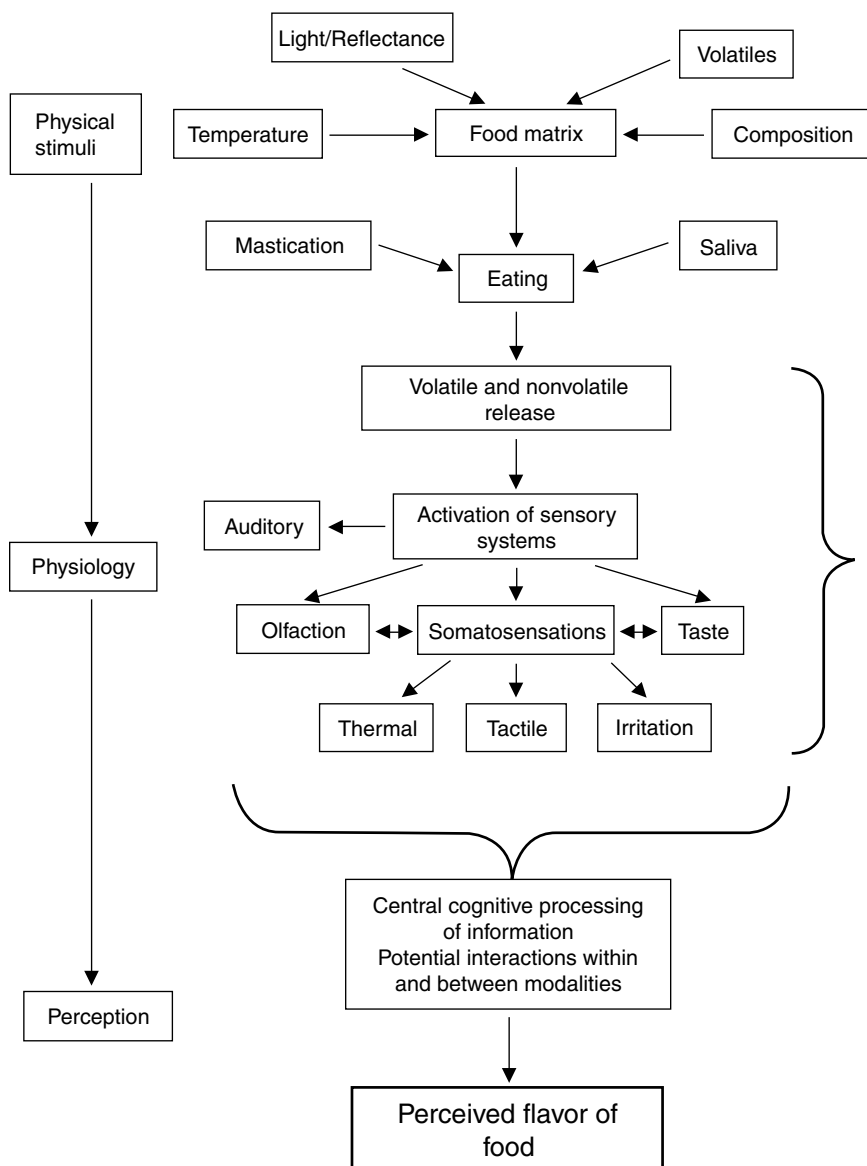 Light/Reflectance
Volatiles
Physical
stimuli
Temperature
Food matrix
Composition
Mastication
Saliva
Eating
Volatile and nonvolatile
release
Auditory
Activation of sensory
systems
Physiology
Olfaction
Somatosensations
Taste
Thermal
Tactile
Irritation
Central cognitive processing
of information
Potential interactions within
and between modalities
Perception
Perceived flavor of
food